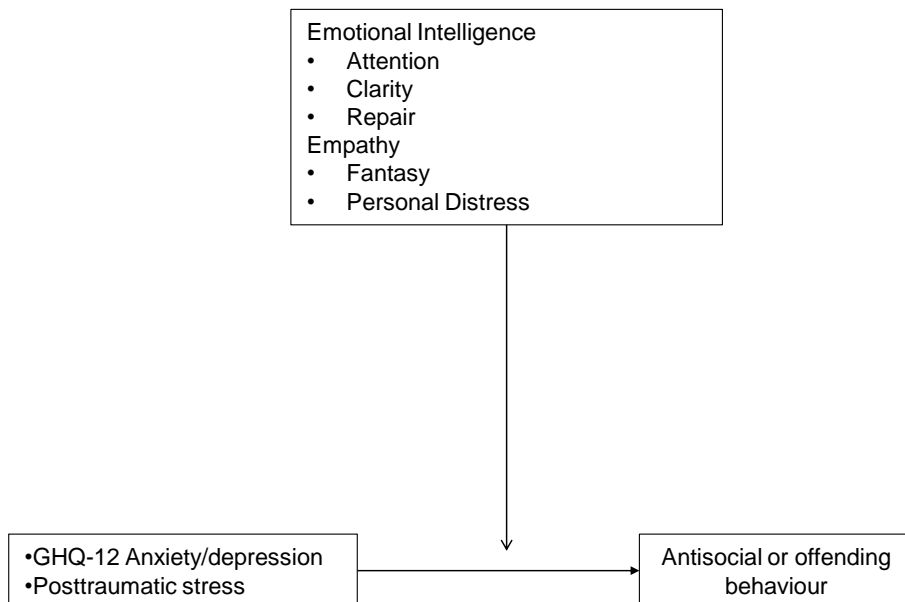 Emotional Intelligence
• Attention
• Clarity
• Repair
Empathy
• Fantasy
• Personal Distress
•GHQ-12 Anxiety/depression
•Posttraumatic stress
Antisocial or offending
behaviour